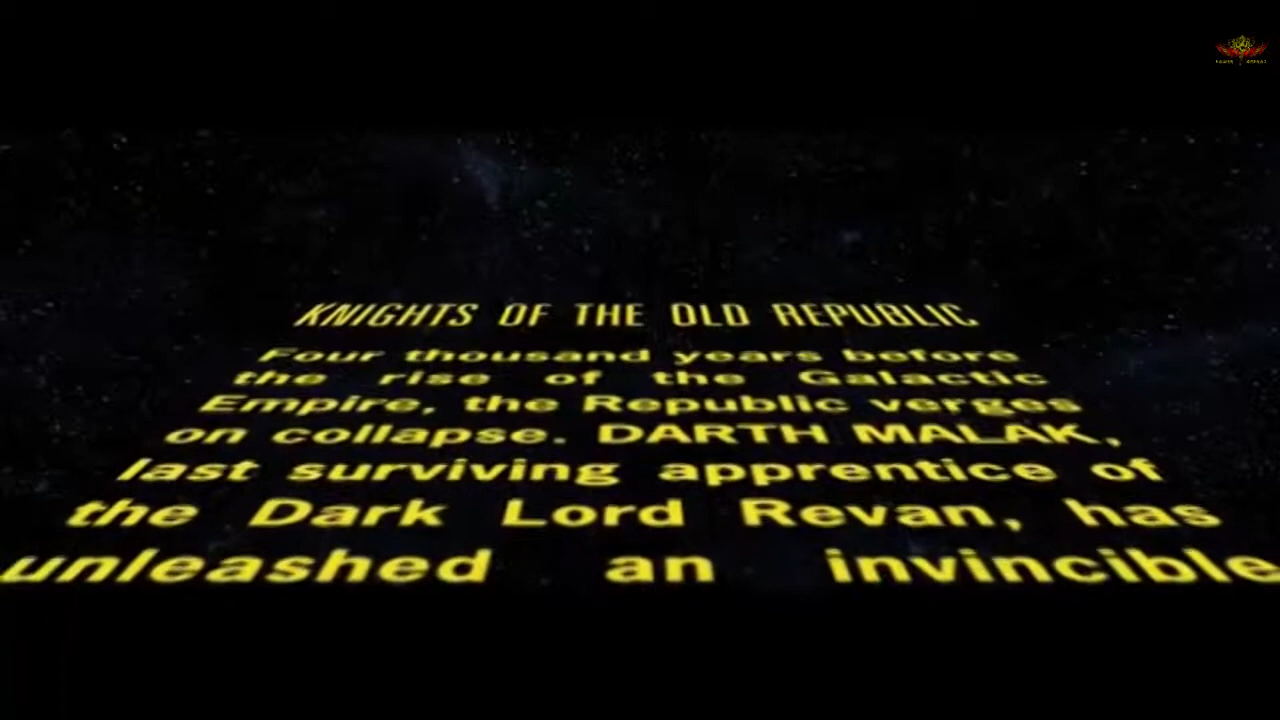 KNIGHTS OF THE OLD REPUBLIC
Four thousand years before
the rise of the Galactic
Empire, the Republic verges
on collapse. DARTH MALAK,
last surviving apprentice of
the Dark Lord Revan, has
unleashed an invincible